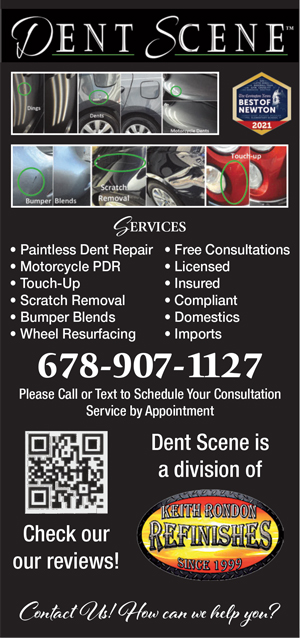 DENT SCENE™
Dings
Dents
Motorcycle Dents
BEST OF
NEWTON
2021
Bumper Blends
Scratch
Removal
Touch-up
SERVICES
• Paintless Dent Repair
• Motorcycle PDR
• Touch-Up
• Scratch Removal
• Bumper Blends
• Wheel Resurfacing
• Free Consultations
• Licensed
• Insured
• Compliant
• Domestics
• Imports
678-907-1127
Please Call or Text to Schedule Your Consultation
Service by Appointment
Check our
our reviews!
Dent Scene is
a division of
KEITH RONDON
REFINISHES
SINCE 1999
Contact Us! How can we help you?